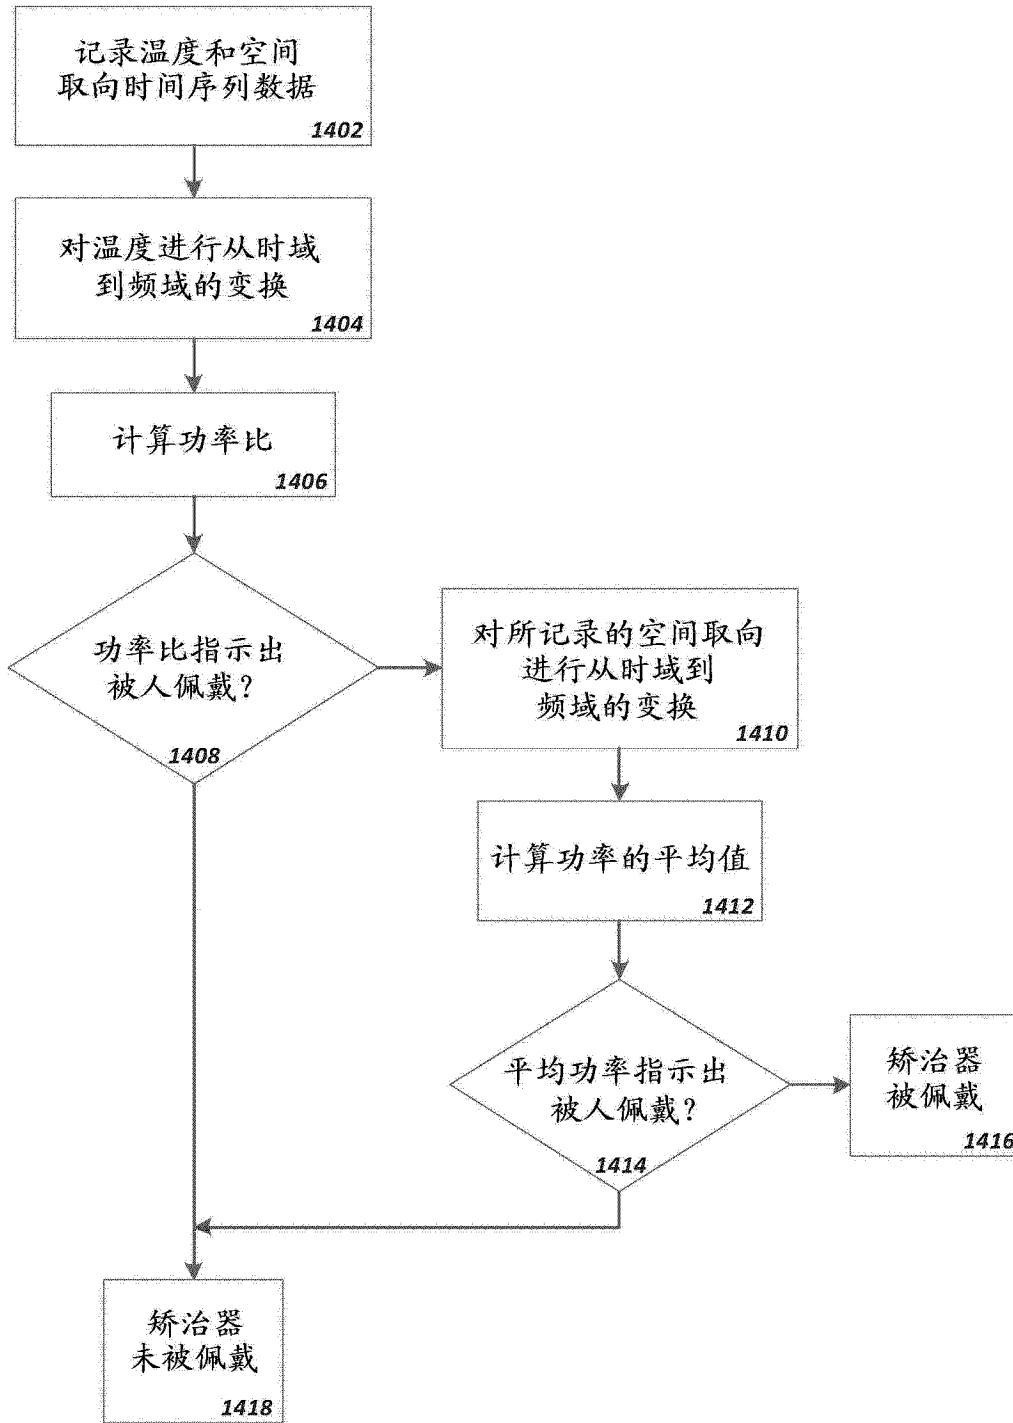 记录温度和空间
取向时间序列数据
1402
对温度进行从时域
到频域的变换
1404
计算功率比
1406
功率比指示出
被人佩戴？
1408
对所记录的空间取向
进行从时域到
频域的变换
1410
计算功率的平均值
1412
平均功率指示出
被人佩戴？
1414
矫治器
被佩戴
1416
矫治器
未被佩戴
1418